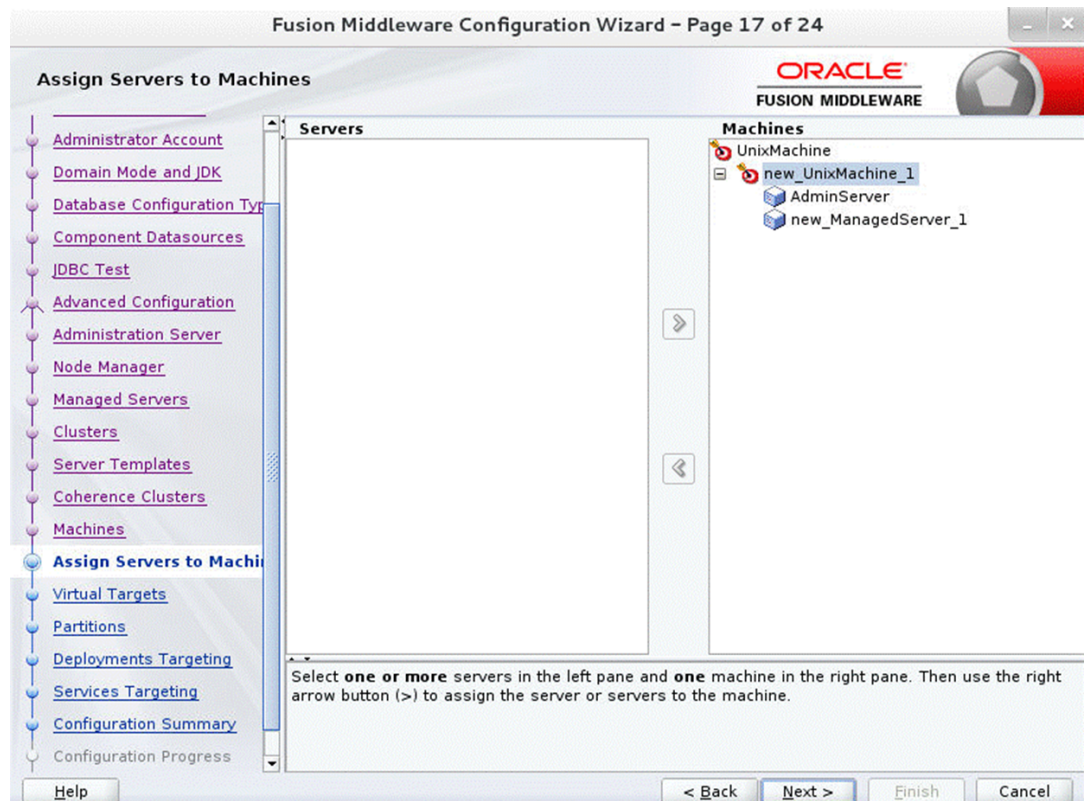 Fusion Middleware Configuration Wizard – Page 17 of 24
Assign Servers to Machines
ORACLE
FUSION MIDDLEWARE
Administrator Account
Domain Mode and JDK
Database Configuration Typ
Component Datasources
JDBC Test
Advanced Configuration
Administration Server
Node Manager
Managed Servers
Clusters
Server Templates
Coherence Clusters
Machines
Assign Servers to Machin
Virtual Targets
Partitions
Deployments Targeting
Services Targeting
Configuration Summary
Configuration Progress
Servers
Machines
UnixMachine
new_UnixMachine_1
AdminServer
new_ManagedServer_1
Select one or more servers in the left pane and one machine in the right pane. Then use the right
arrow button (>) to assign the server or servers to the machine.
Help
< Back
Next >
Finish
Cancel